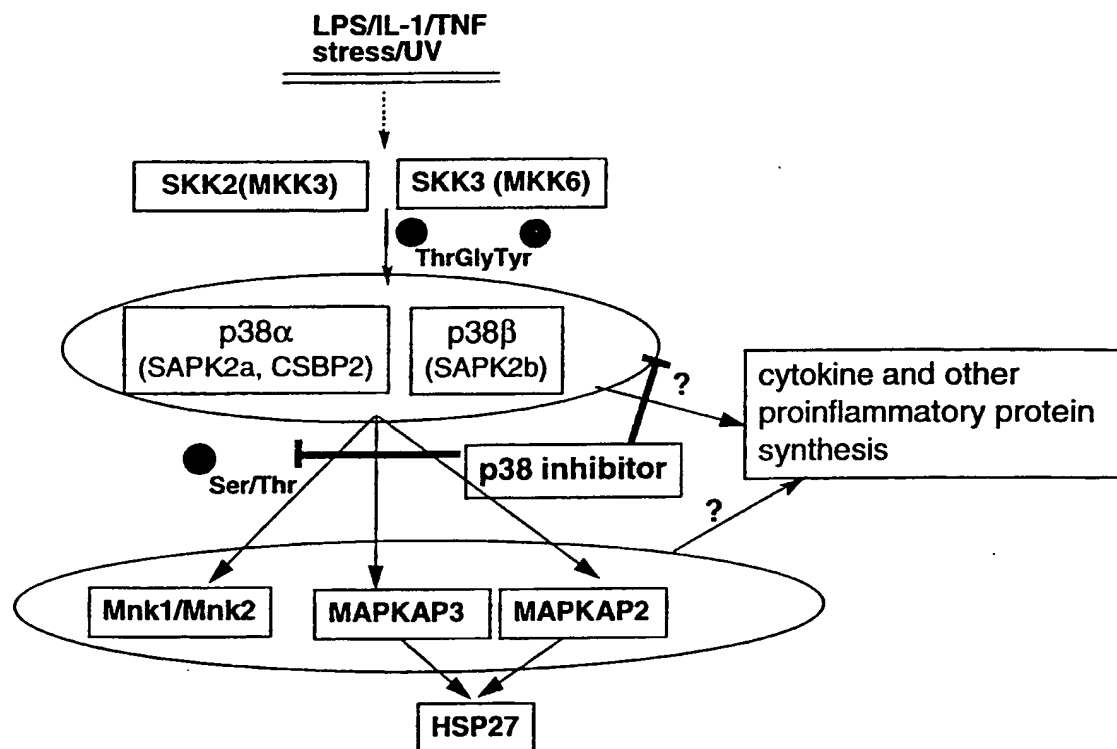 LPS/IL-1/TNF
stress/UV
SKK2(MKK3)
SKK3 (MKK6)
ThrGlyTyr
p38α
(SAPK2a, CSBP2)
p38β
(SAPK2b)
?
cytokine and other
proinflammatory protein
synthesis
p38 inhibitor
Ser/Thr
?
Mnk1/Mnk2
MAPKAP3
MAPKAP2
HSP27